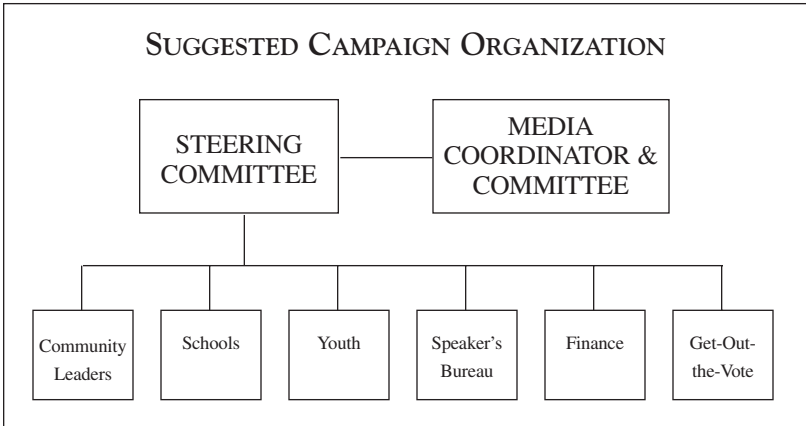 SUGGESTED CAMPAIGN ORGANIZATION
STEERING
COMMITTEE
MEDIA
COORDINATOR &
COMMITTEE
Community
Leaders
Schools
Youth
Speaker's
Bureau
Finance
Get-Out-
the-Vote